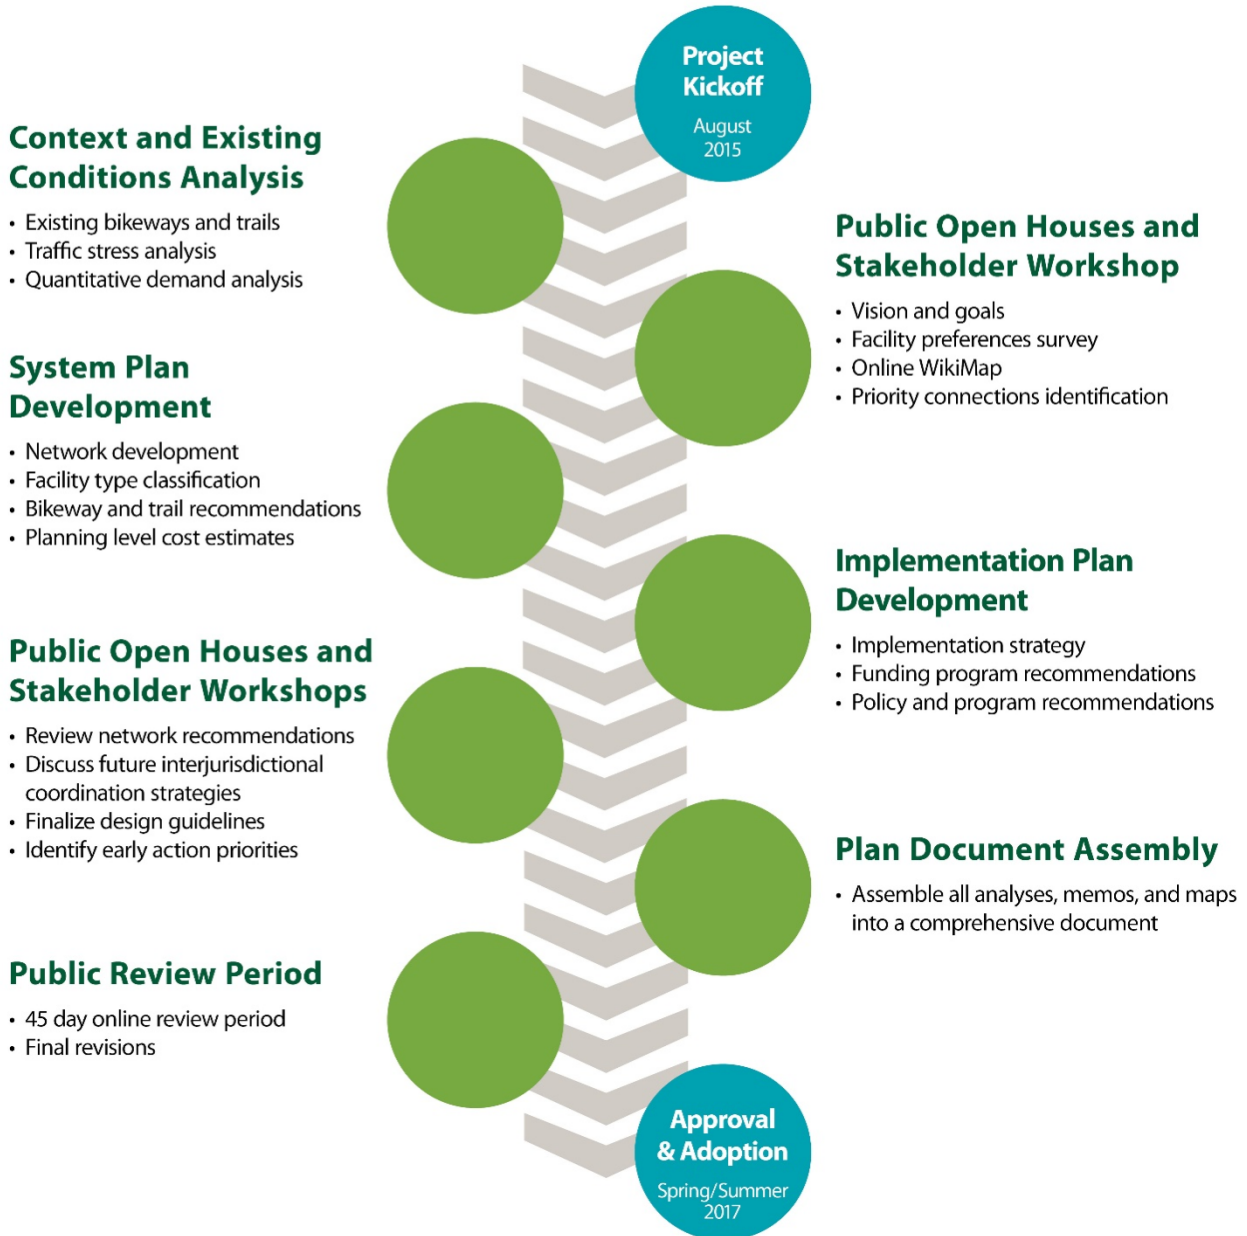 Project
Kickoff
August
2015
Context and Existing
Conditions Analysis
• Existing bikeways and trails
• Traffic stress analysis
• Quantitative demand analysis
Public Open Houses and
Stakeholder Workshop
• Vision and goals
• Facility preferences survey
• Online WikiMap
• Priority connections identification
System Plan
Development
• Network development
• Facility type classification
• Bikeway and trail recommendations
• Planning level cost estimates
Implementation Plan
Development
• Implementation strategy
• Funding program recommendations
• Policy and program recommendations
Public Open Houses and
Stakeholder Workshops
• Review network recommendations
• Discuss future interjurisdictional
coordination strategies
• Finalize design guidelines
• Identify early action priorities
Plan Document Assembly
• Assemble all analyses, memos, and maps
into a comprehensive document
Public Review Period
• 45 day online review period
• Final revisions
Approval
& Adoption
Spring/Summer
2017